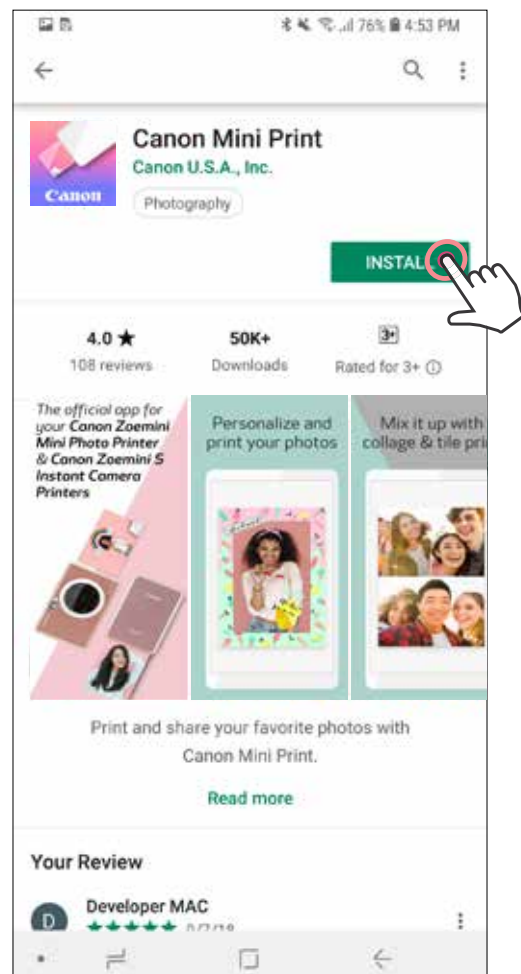 76% 4:53 PM
Canon Mini Print
Canon U.S.A., Inc.
Canon
Photography
INSTAL
4.0 ★ 50K+ 3+
108 reviews Downloads Rated for 3+
The official app for
your Canon Zoemini
Mini Photo Printer
& Canon Zoemini S
Instant Camera
Printers
Personalize and
print your photos
Mix it up with
collage & tile pri
Print and share your favorite photos with
Canon Mini Print.
Read more
Your Review
D
Developer MAC